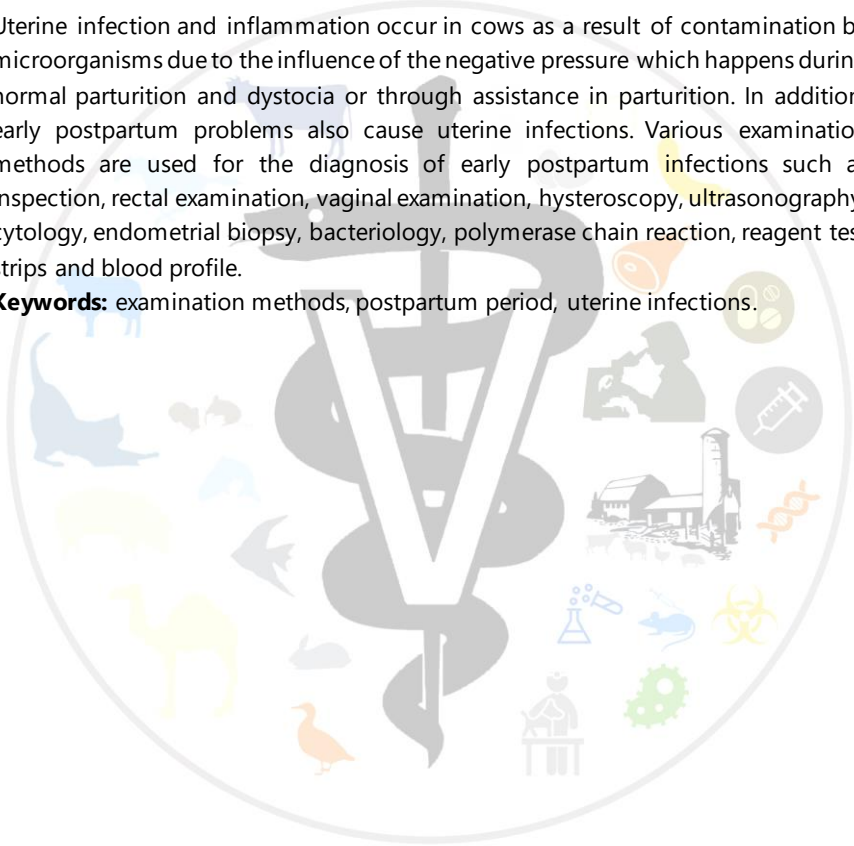 Uterine infection and inflammation occur in cows as a result of contamination b
microorganisms due to the influence of the negative pressure which happens durin
normal parturition and dystocia or through assistance in parturition. In addition
early postpartum problems also cause uterine infections. Various examinatio
methods are used for the diagnosis of early postpartum infections such a
inspection, rectal examination, vaginal examination, hysteroscopy, ultrasonography
cytology, endometrial biopsy, bacteriology, polymerase chain reaction, reagent tes
strips and blood profile.
Keywords: examination methods, postpartum period, uterine infections.
V